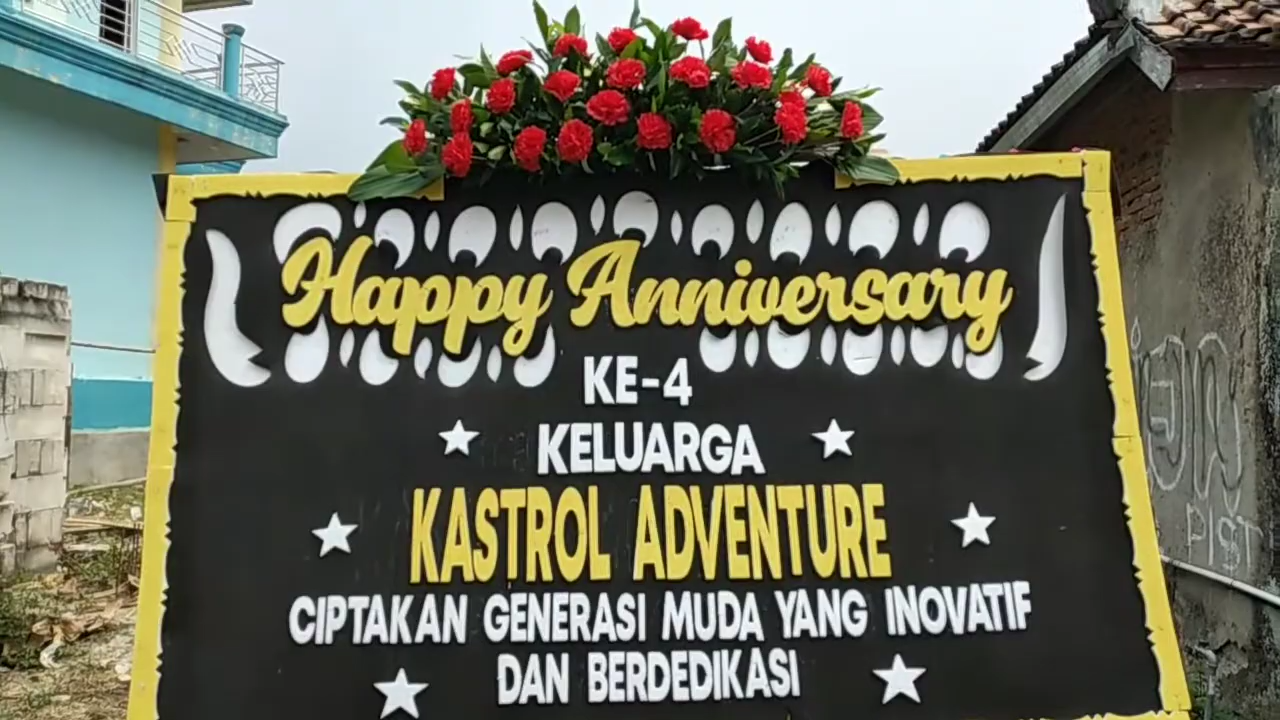 Happy Anniversary
KE-4
KELUARGA
KASTROL ADVENTURE
CIPTAKAN GENERASI MUDA YANG INOVATIF
DAN BERDEDIKASI